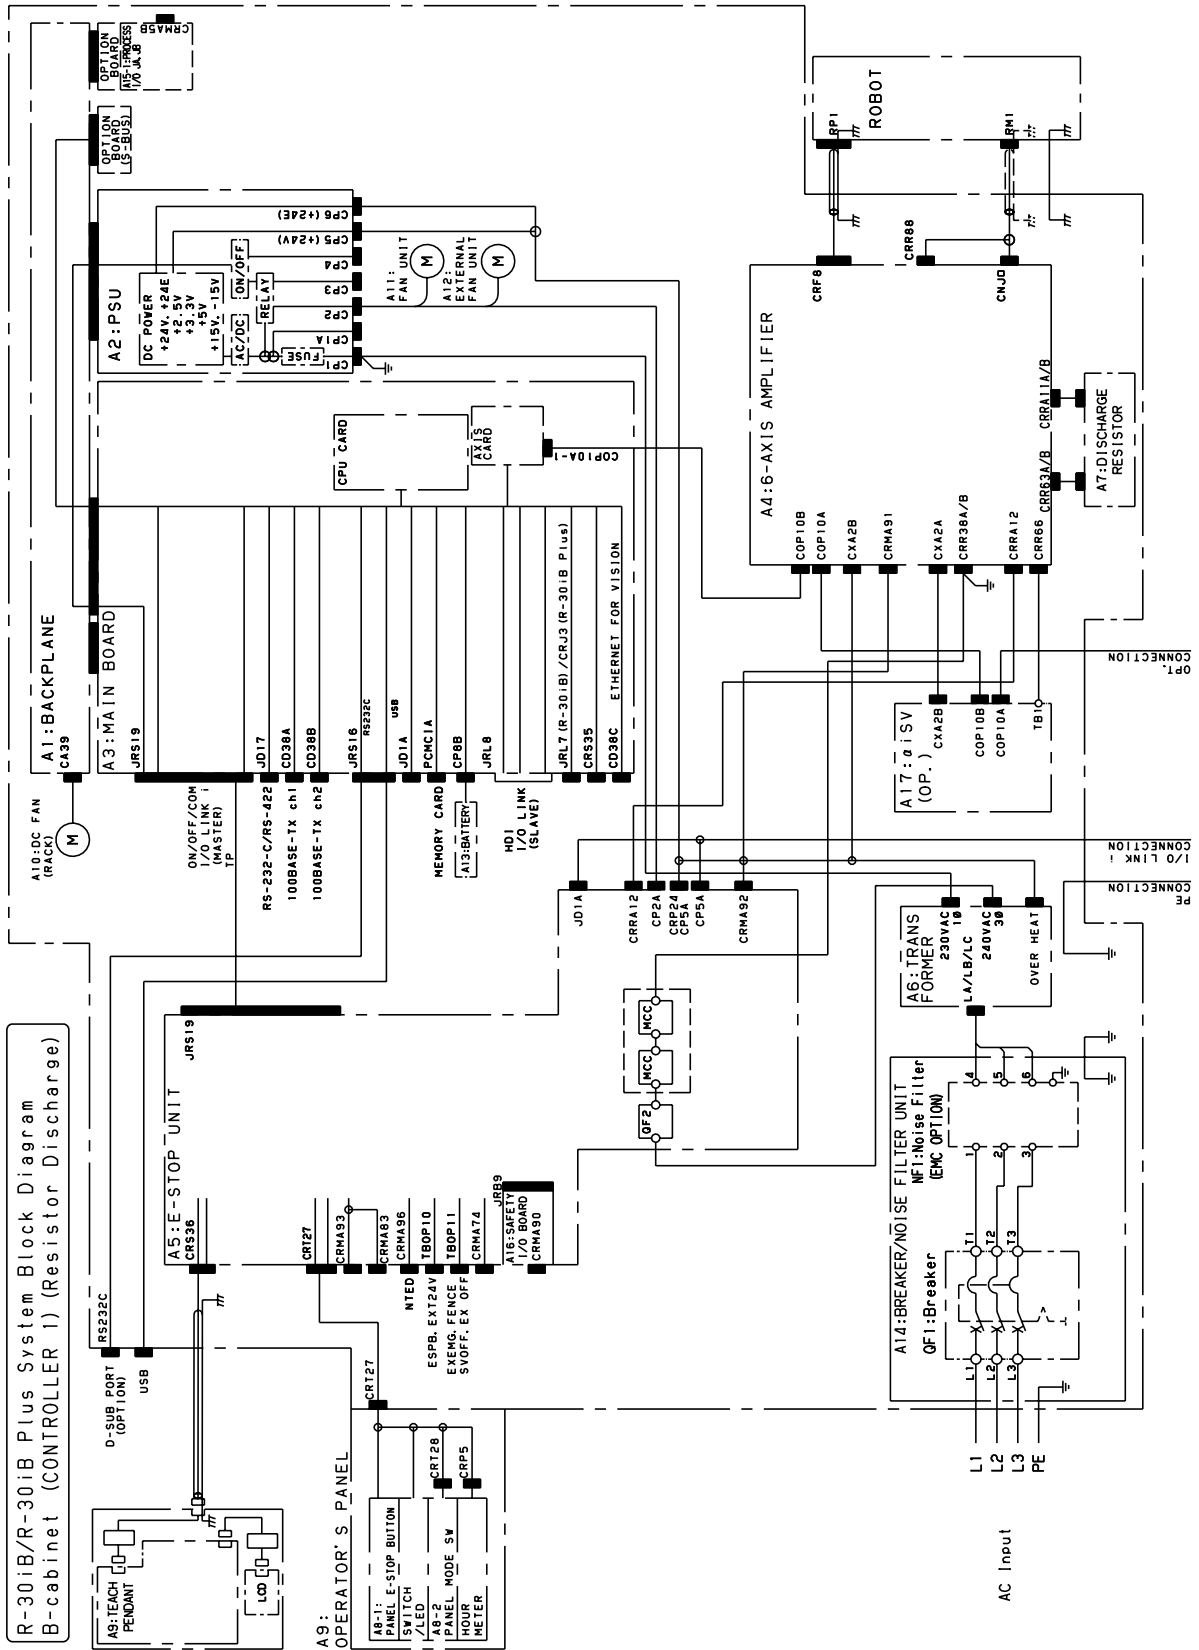 R-30iB/R-30iB Plus System Block Diagram
B-cabinet (CONTROLLER 1) (Resistor Discharge)
A1:BACKPLANE
CA39
A10:DC FAN
(RACK)
M
OPTION
BOARD
(S-BUS)
OPTION
BOARD
A15-1:PROCESS
I/O JA,JB
CRMA5B
A2:PSU
DC POWER
+24V,+24E
+2.5V
+3.3V
+5V
+15V,-15V
AC/DC
ON/OFF
RELAY
FUSE
CP6(+24E)
CP5(+24V)
CP4
CP3
CP2
CP1A
CP1
A11:
FAN UNIT
M
A12:
EXTERNAL
FAN UNIT
M
A3:MAIN BOARD
CPU CARD
AXIS
CARD
COP10A-1
JRS19
ON/OFF/COM
I/O LINK i
(MASTER)
TP
JD17
RS-232-C/RS-422
CD38A
100BASE-TX ch1
CD38B
100BASE-TX ch2
JRS16
RS232C
USB
JD1A
PCMCIA
MEMORY CARD
CP8B
A13:BATTERY
JRL8
HDI
I/O LINK
(SLAVE)
JRL7(R-30iB)/CRJ3(R-30iB Plus)
CRS35
CD38C
ETHERNET FOR VISION
ROBOT
RP1
RM1
A4:6-AXIS AMPLIFIER
CRF8
CRR88
CNJ□
CRRA11A/B
CRR63A/B
A7:DISCHARGE
RESISTOR
COP10B
COP10A
CXA2B
CRMA91
CXA2A
CRR38A/B
CRRA12
CRR66
A17:αiSV
(OP.)
CXA2B
COP10B
COP10A
TB1
OPT.
CONNECTION
I/O LINK i
CONNECTION
PE
CONNECTION
A5:E-STOP UNIT
JRS19
JD1A
CRRA12
CP2A
CRP24
CP5A
CP5A
CRMA92
MCC
MCC
QF2
CRS36
CRT27
CRMA93
CRMA83
CRMA96
NTED
TBOP10
ESPB, EXT24V
TBOP11
EXEMG, FENCE
SVOFF, EX OFF
CRMA74
JRB9
A16:SAFETY
I/O BOARD
CRMA90
A6:TRANS
FORMER
230VAC
1Ø
240VAC
3Ø
LA/LB/LC
OVER HEAT
A14:BREAKER/NOISE FILTER UNIT
NF1:Noise Filter
(EMC OPTION)
4
5
6
1
2
3
QF1:Breaker
T1
T2
T3
L1
L2
L3
L1
L2
L3
PE
AC Input
RS232C
D-SUB PORT
(OPTION)
USB
A9:TEACH
PENDANT
LCD
A9:
OPERATOR'S PANEL
CRT27
A8-1:
PANEL E-STOP BUTTON
SWITCH
/LED
A8-2
PANEL MODE SW
CRT28
HOUR
METER
CRP5